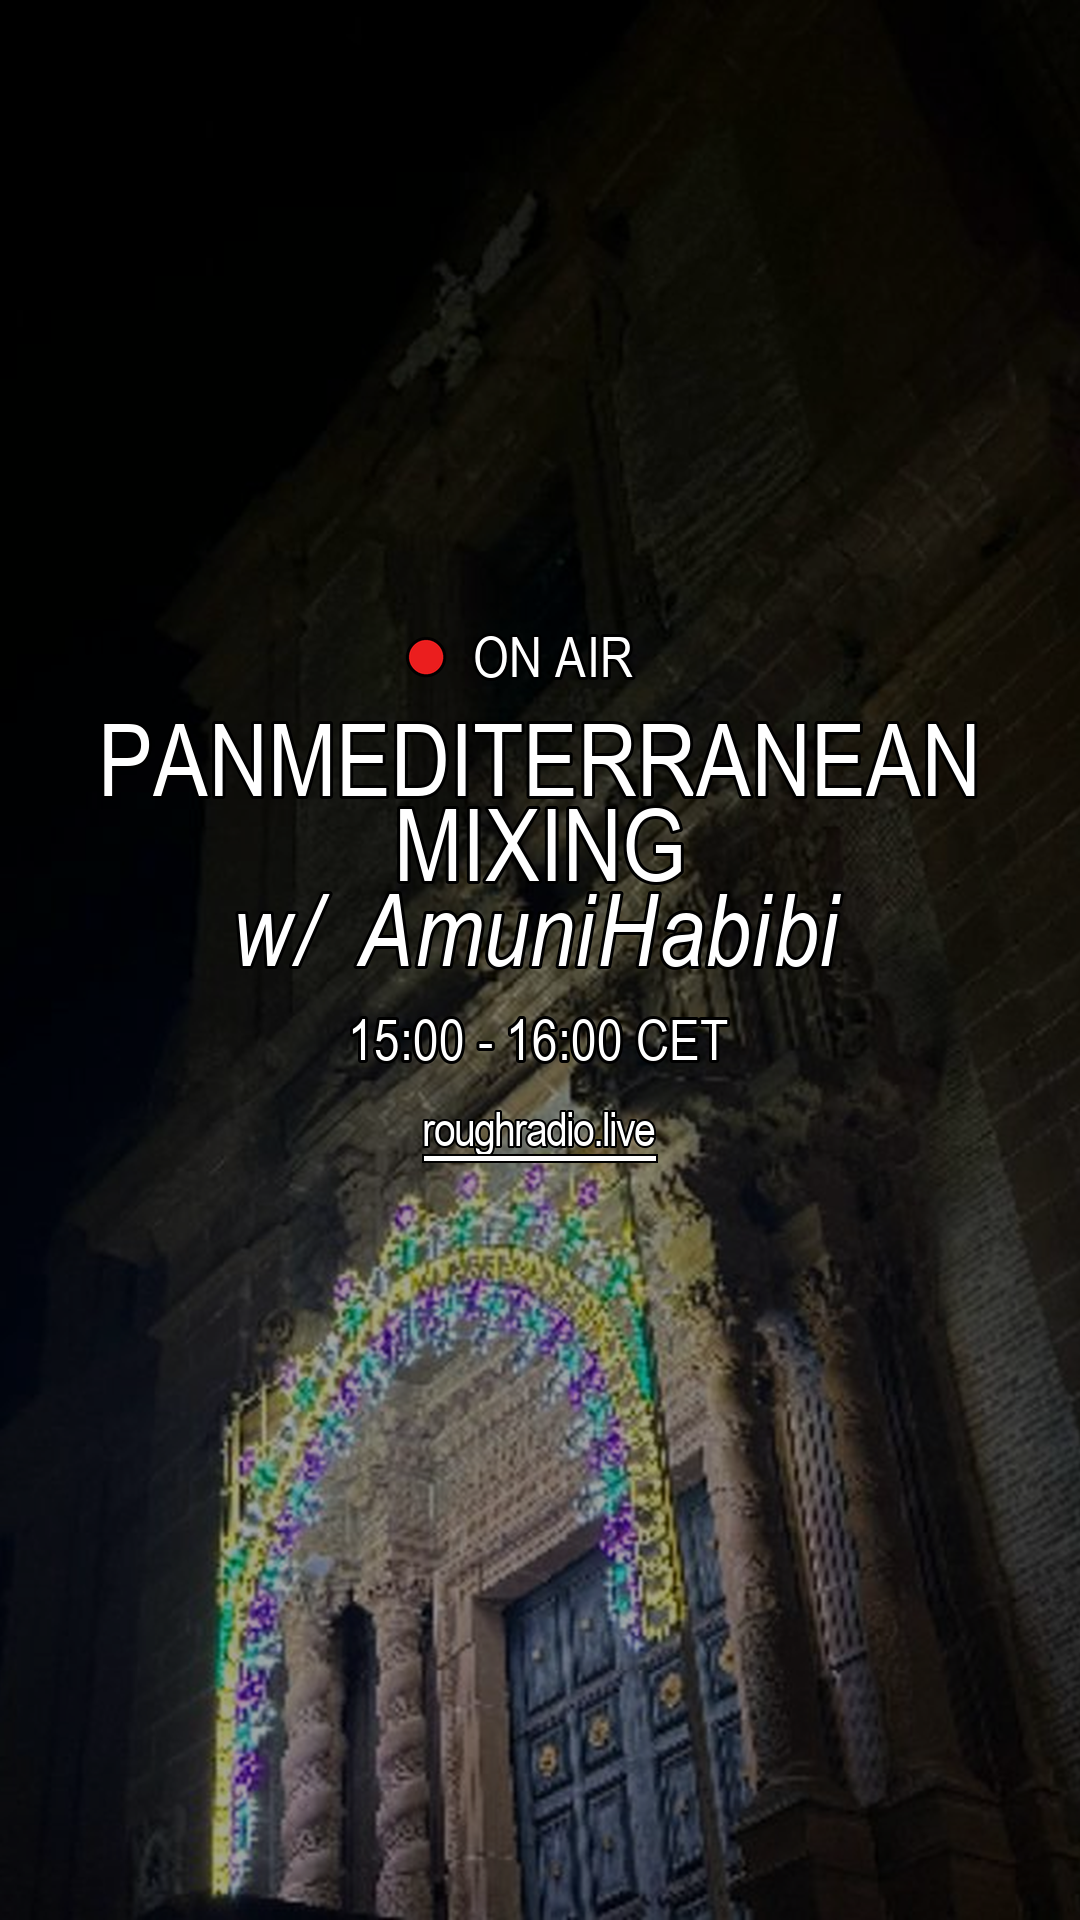 ON AIR
PANMEDITERRANEAN
MIXING
w/ AmuniHabibi
15:00 - 16:00 CET
roughradio.live